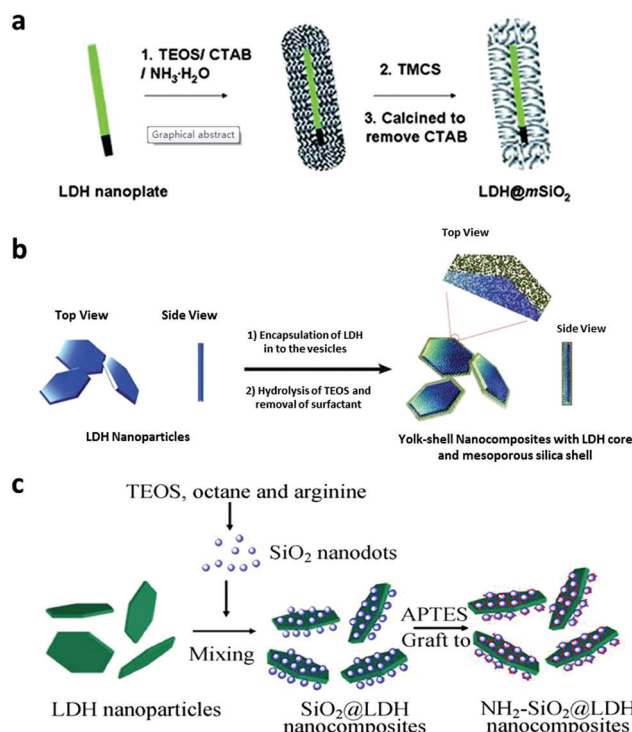 a
1. TEOS/ CTAB
/ NH₃·H₂O
Graphical abstract
2. TMCS
3. Calcined to
remove CTAB
LDH nanoplate
LDH@mSiO₂
b
Top View
Top View
Side View
1) Encapsulation of LDH
in to the vesicles
Side View
2) Hydrolysis of TEOS and
removal of surfactant
LDH Nanoparticles
Yolk-shell Nanocomposites with LDH core
and mesoporous silica shell
c
TEOS, octane and arginine
SiO₂ nanodots
Mixing
APTES
Graft to
LDH nanoparticles
SiO₂@LDH
nanocomposites
NH₂-SiO₂@LDH
nanocomposites